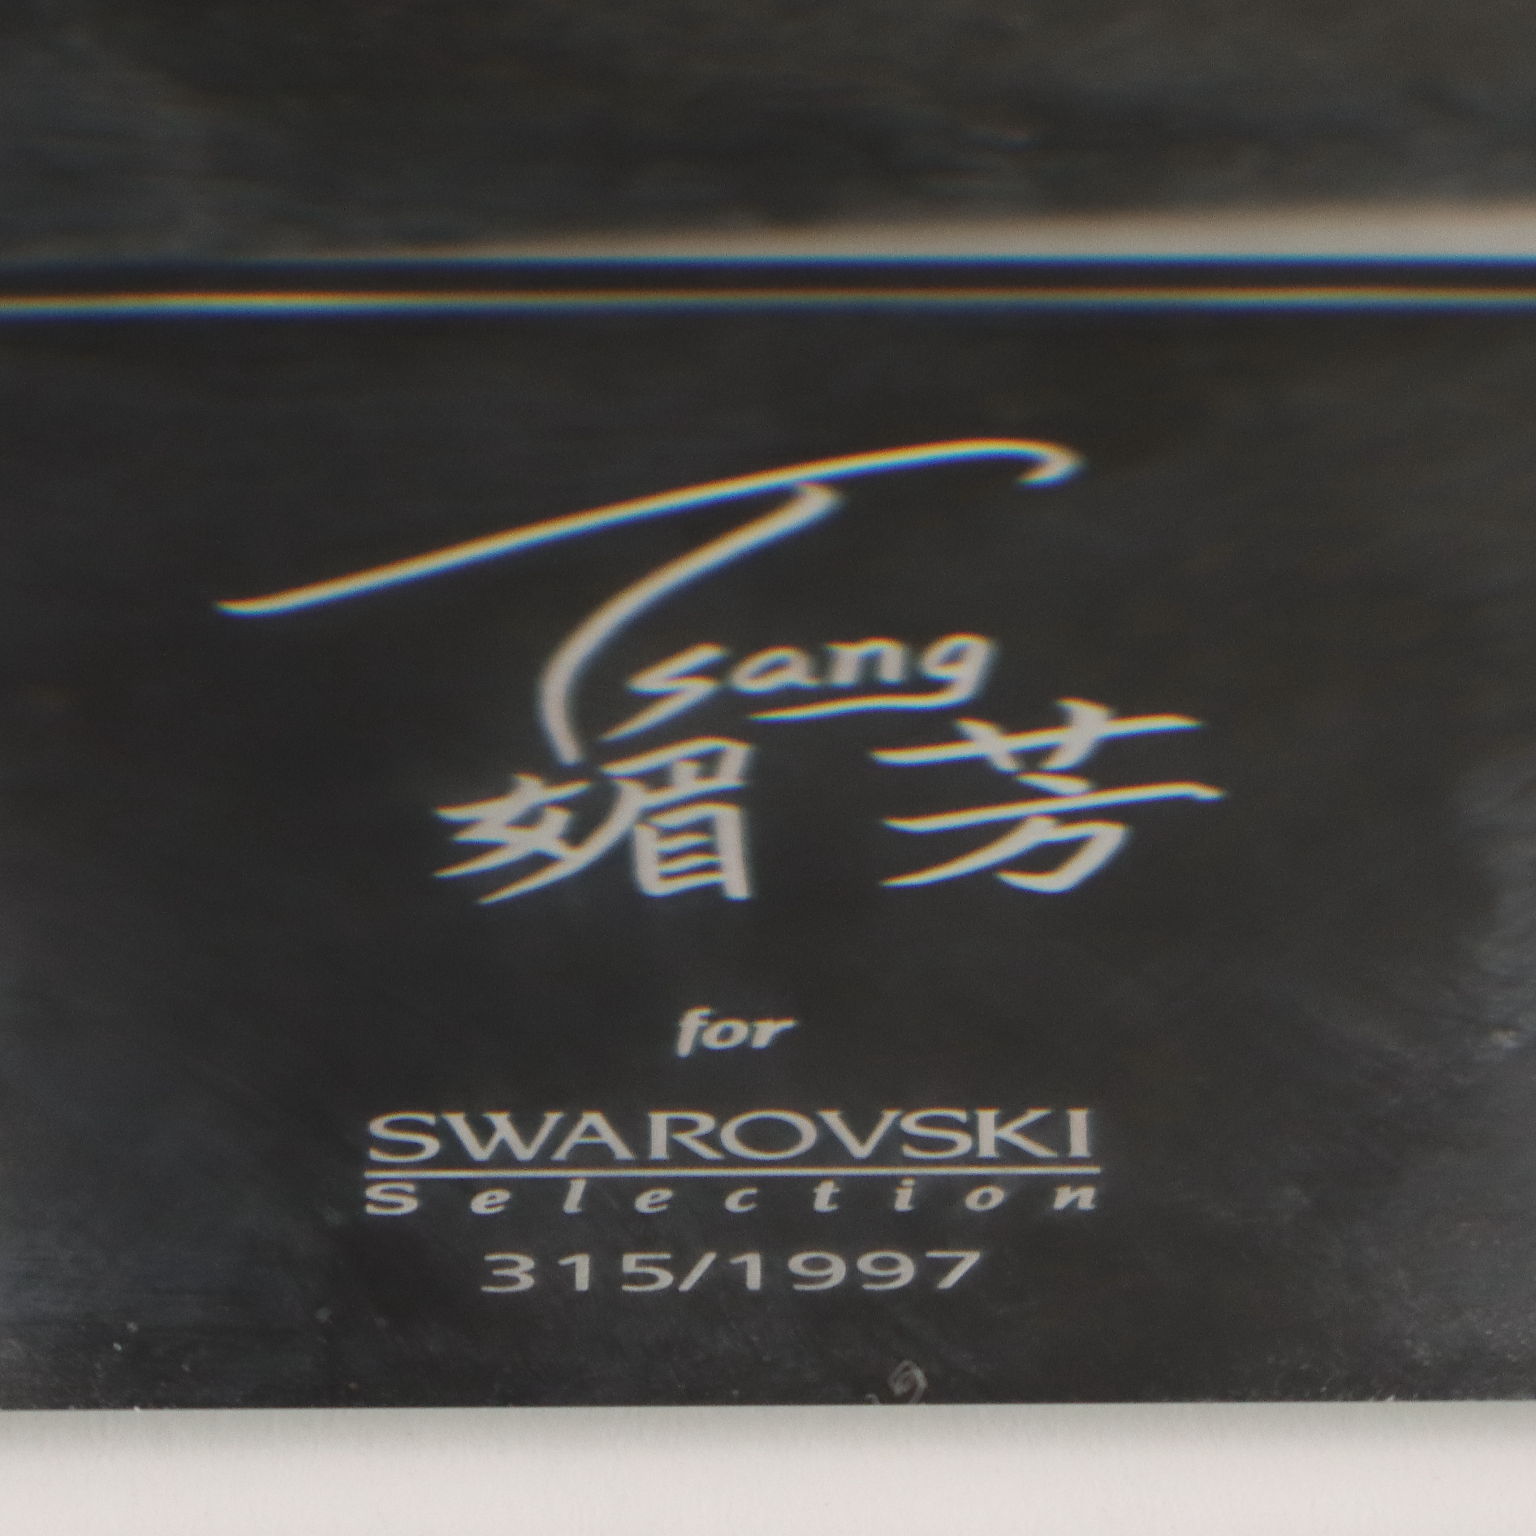 Tsang
媚 芳
for
SWAROVSKI
Selection
315/1997